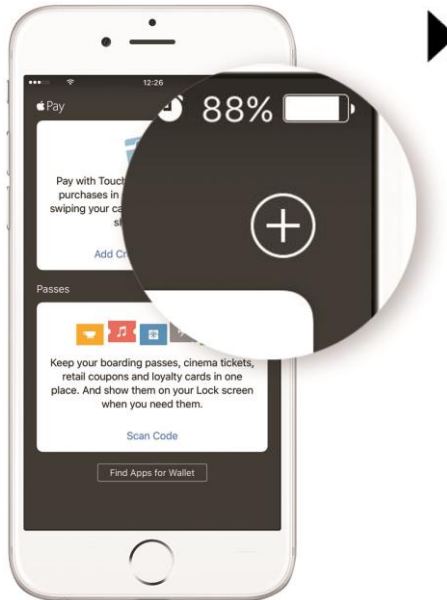 12:26
88%
Pay
Pay with Touch
purchases in
swiping your
Add
Passes
Keep your boarding passes, cinema tickets,
retail coupons and loyalty cards in one
place. And show them on your Lock screen
when you need them.
Scan Code
Find Apps for Wallet